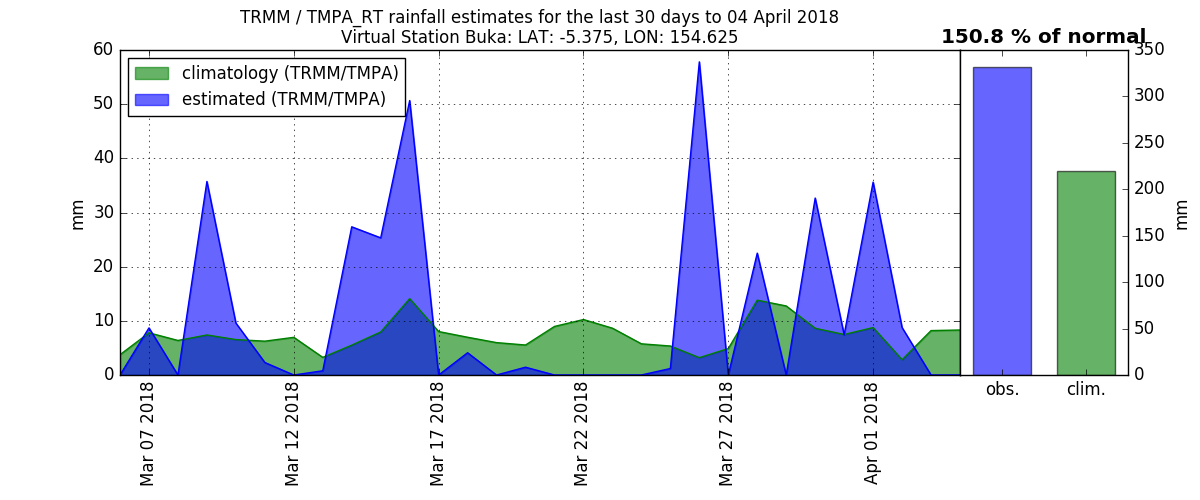 TRMM / TMPA_RT rainfall estimates for the last 30 days to 04 April 2018
Virtual Station Buka: LAT: -5.375, LON: 154.625
150.8 % of normal
climatology (TRMM/TMPA)
estimated (TRMM/TMPA)
mm
60
50
40
30
20
10
0
Mar 07 2018
Mar 12 2018
Mar 17 2018
Mar 22 2018
Mar 27 2018
Apr 01 2018
obs.
clim.
350
300
250
200
150
100
50
0
mm